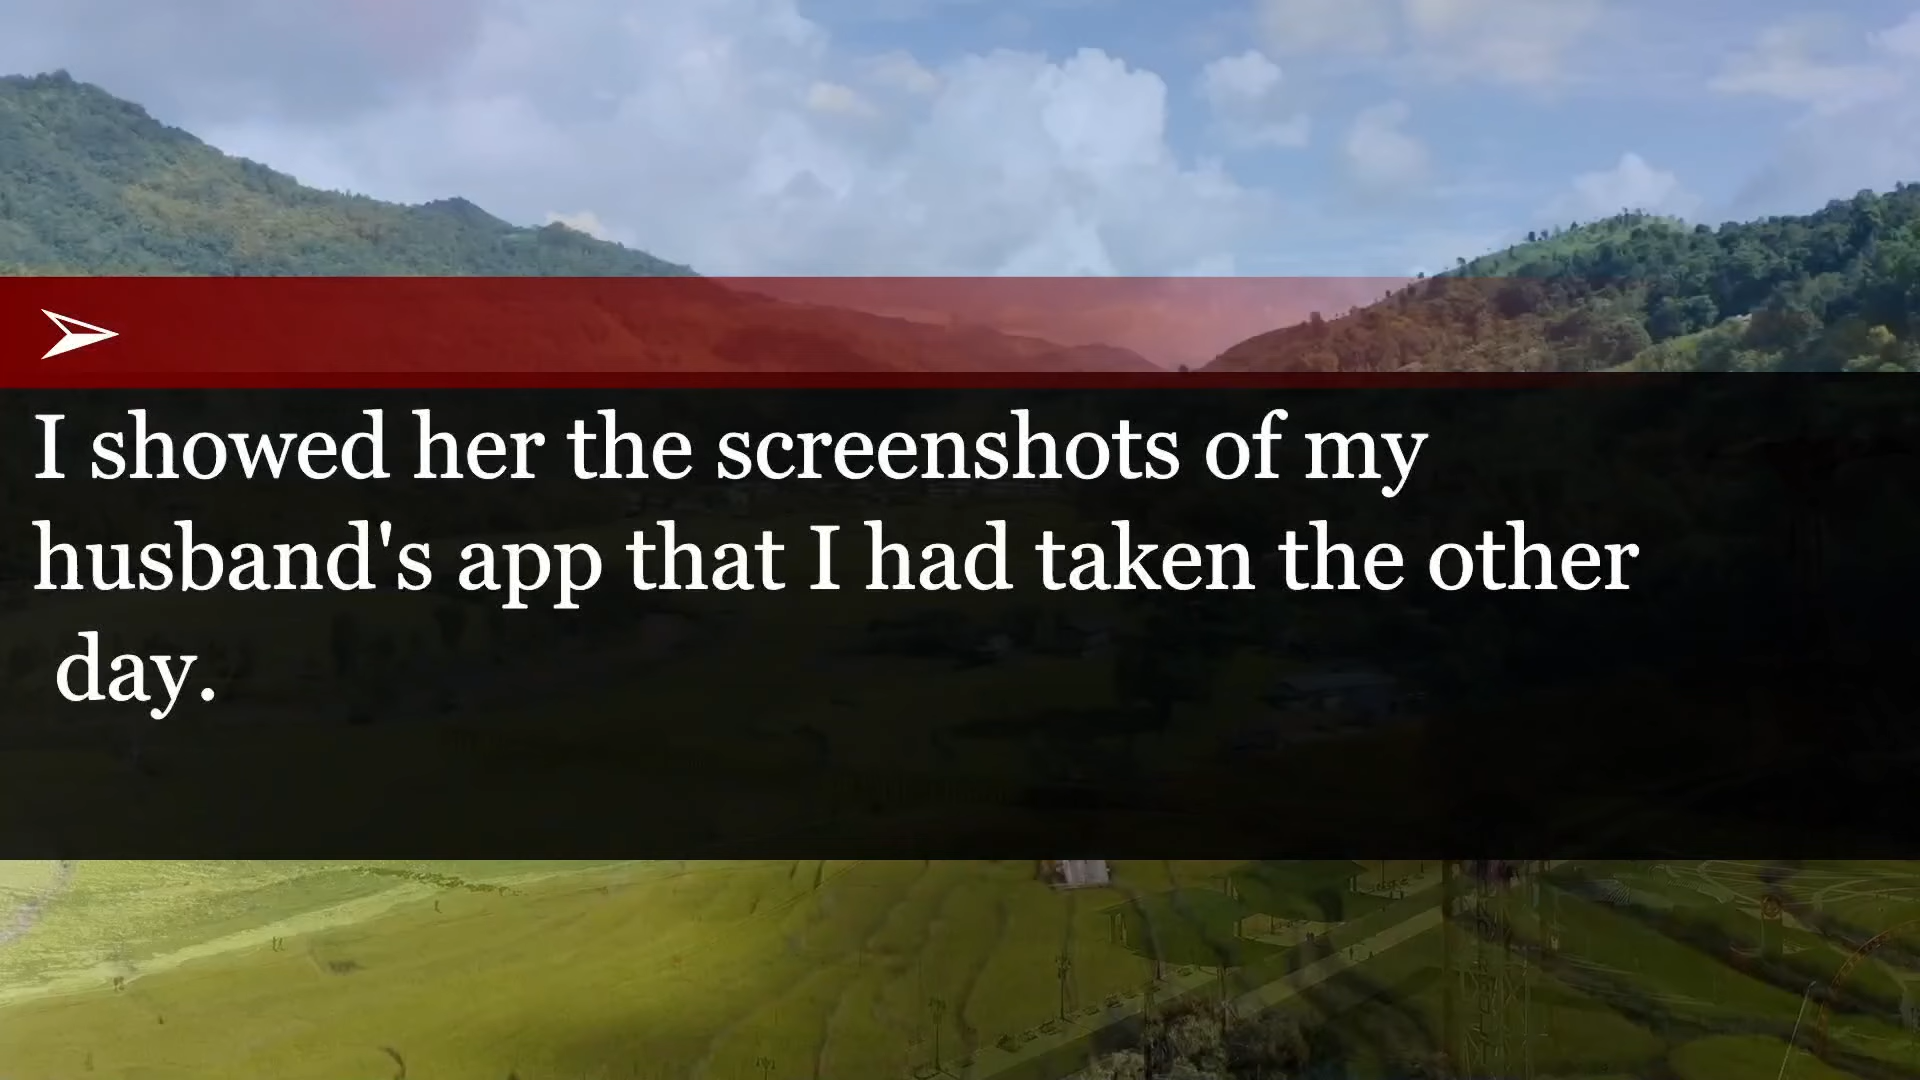 I showed her the screenshots of my
husband's app that I had taken the other
day.